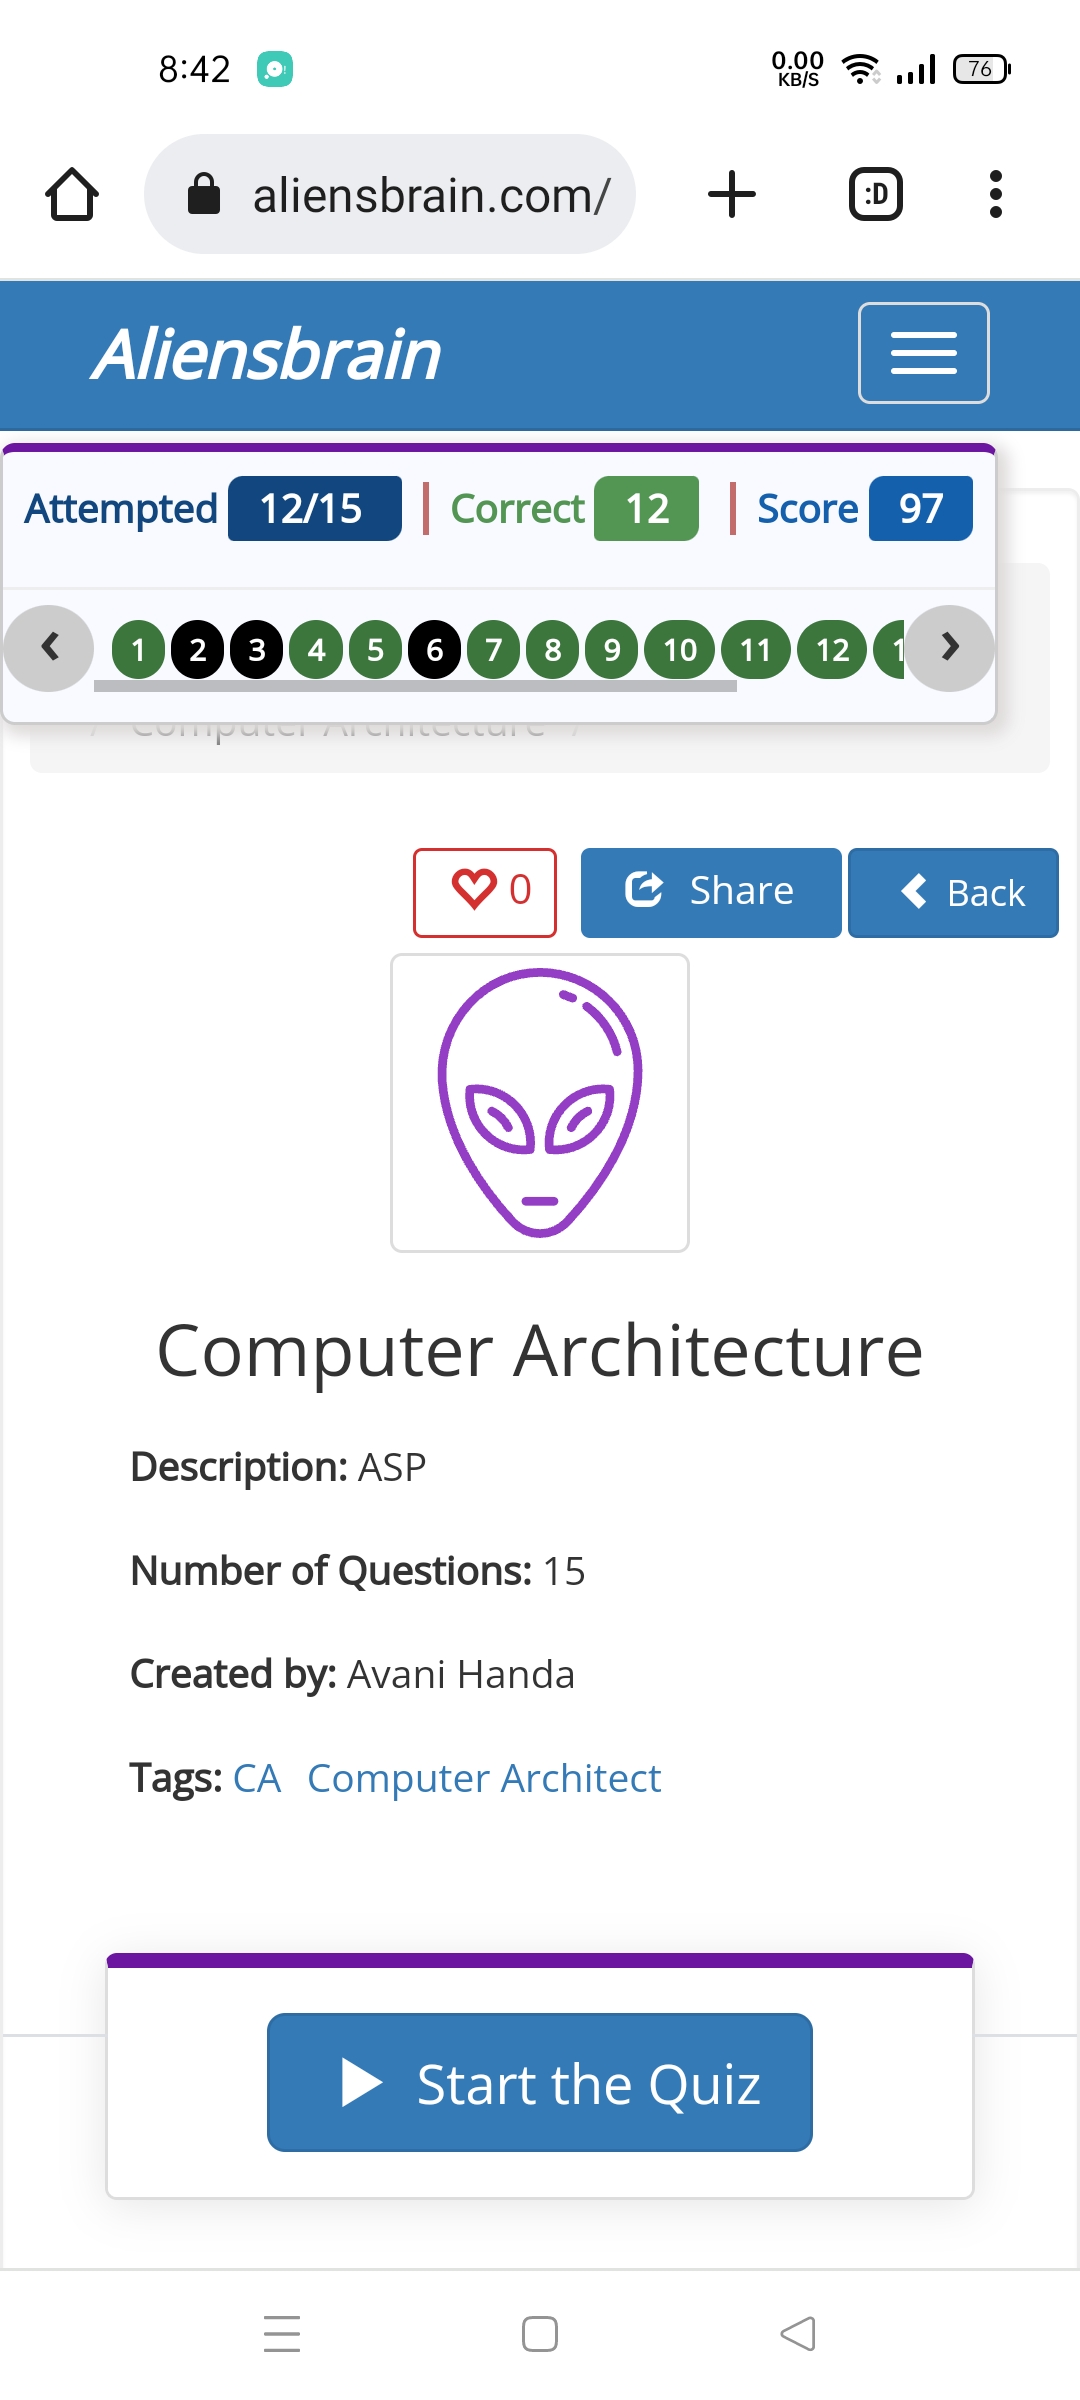 8:42 0.00 KB/S 76
aliensbrain.com/ :D
Aliensbrain
Attempted 12/15 | Correct 12 | Score 97
‹ 1 2 3 4 5 6 7 8 9 10 11 12 ›
/ Computer Architecture /
0 Share Back
Computer Architecture
Description: ASP
Number of Questions: 15
Created by: Avani Handa
Tags: CA Computer Architect
Start the Quiz